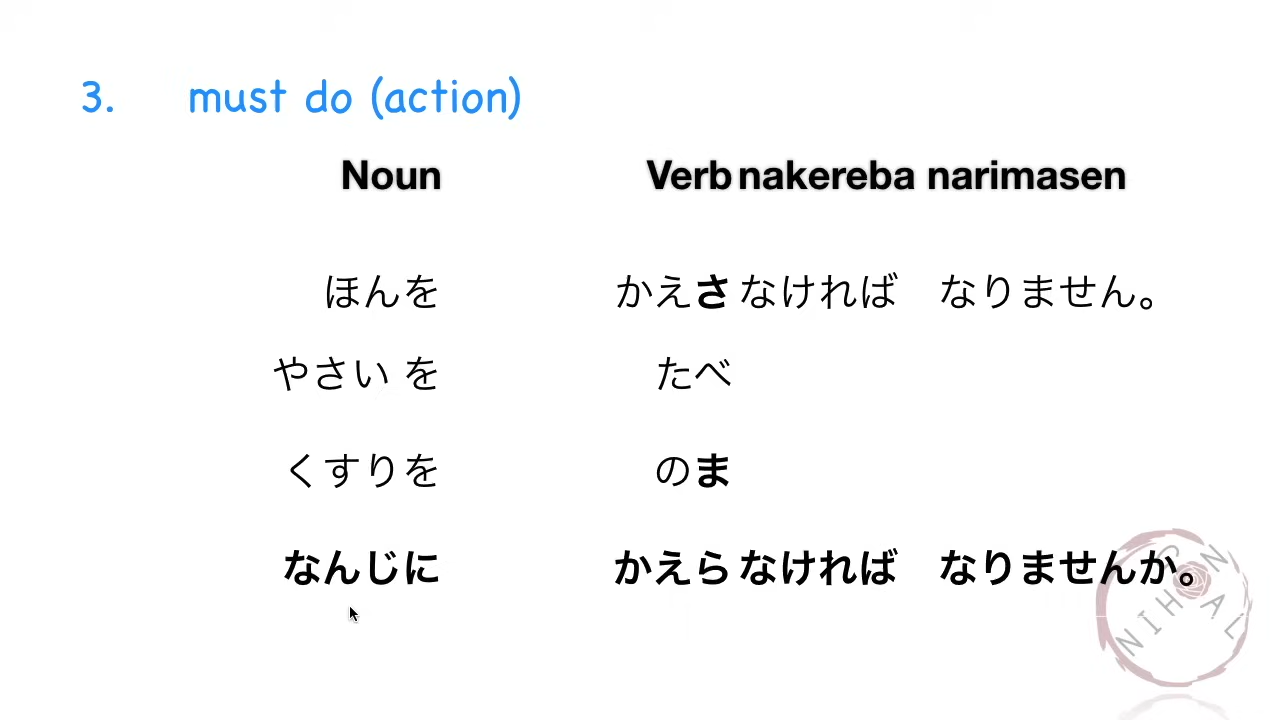 3. must do (action)
Noun Verb nakereba narimasen
ほんを かえさなければ なりません。
やさい を たべ
くすりを のま
なんじに かえらなければ なりませんか。
NIHON PAL